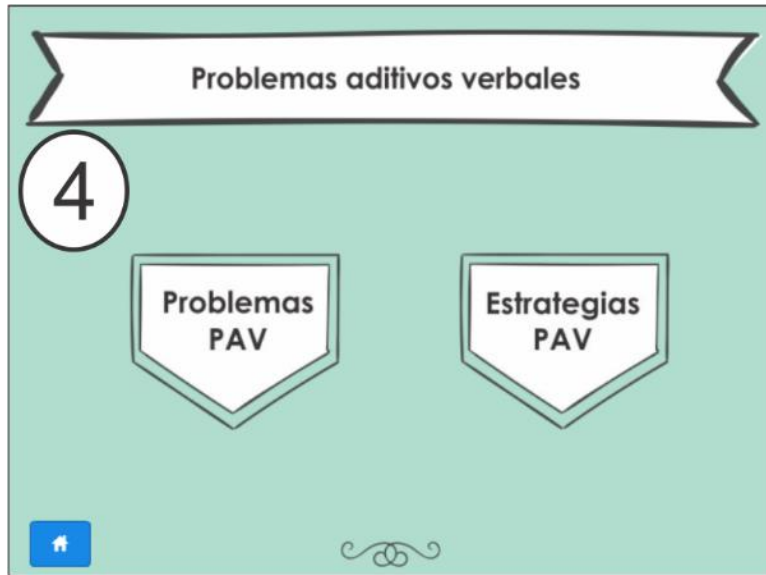 Problemas aditivos verbales
4
Problemas
PAV
Estrategias
PAV